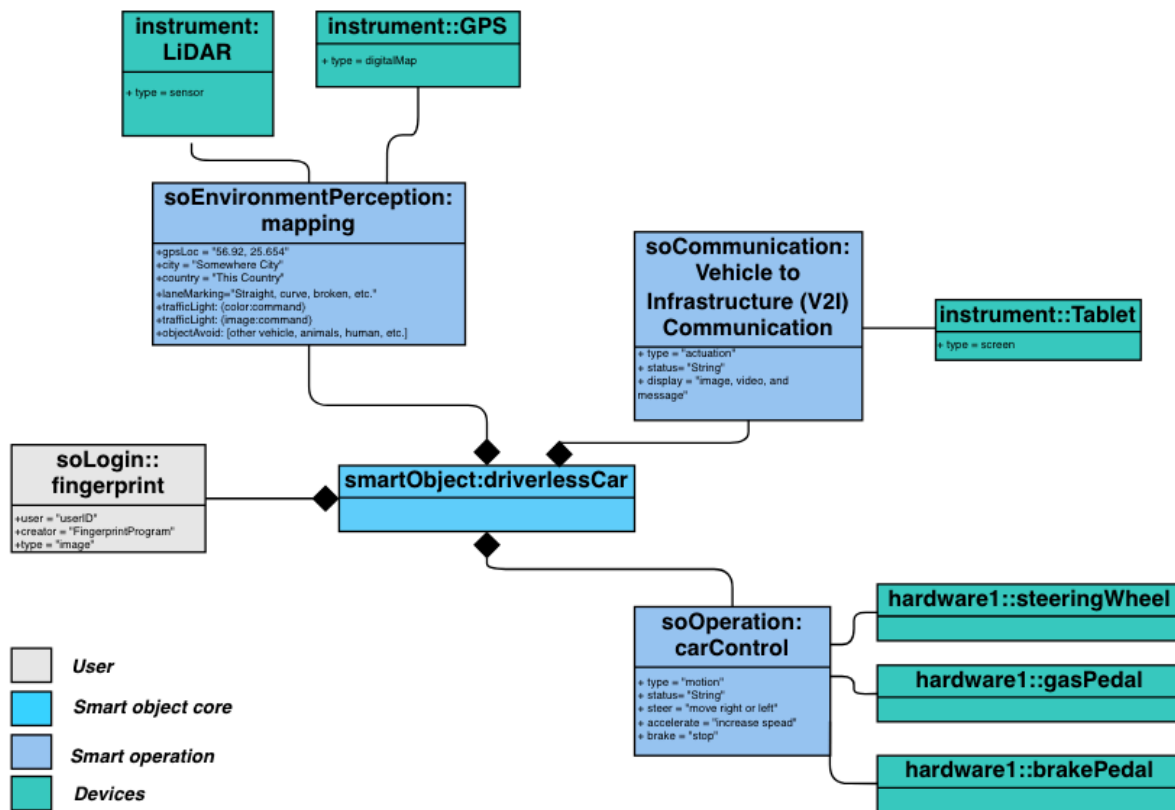 instrument:
LiDAR
+ type = sensor
instrument::GPS
+ type = digitalMap
soEnvironmentPerception:
mapping
+gpsLoc = "56.92, 25.654"
+city = "Somewhere City"
+country = "This Country"
+laneMarking="Straight, curve, broken, etc."
+trafficLight: (color:command)
+trafficLight: (image:command)
+objectAvoid: [other vehicle, animals, human, etc.]
soCommunication:
Vehicle to
Infrastructure (V2I)
Communication
+ type = "actuation"
+ status= "String"
+ display = "image, video, and
message"
instrument::Tablet
+ type = screen
soLogin::
fingerprint
+user = "userID"
+creator = "FingerprintProgram"
+type = "image"
smartObject:driverlessCar
soOperation:
carControl
+ type = "motion"
+ status= "String"
+ steer = "move right or left"
+ accelerate = "increase spead"
+ brake = "stop"
hardware1::steeringWheel
hardware1::gasPedal
hardware1::brakePedal
User
Smart object core
Smart operation
Devices